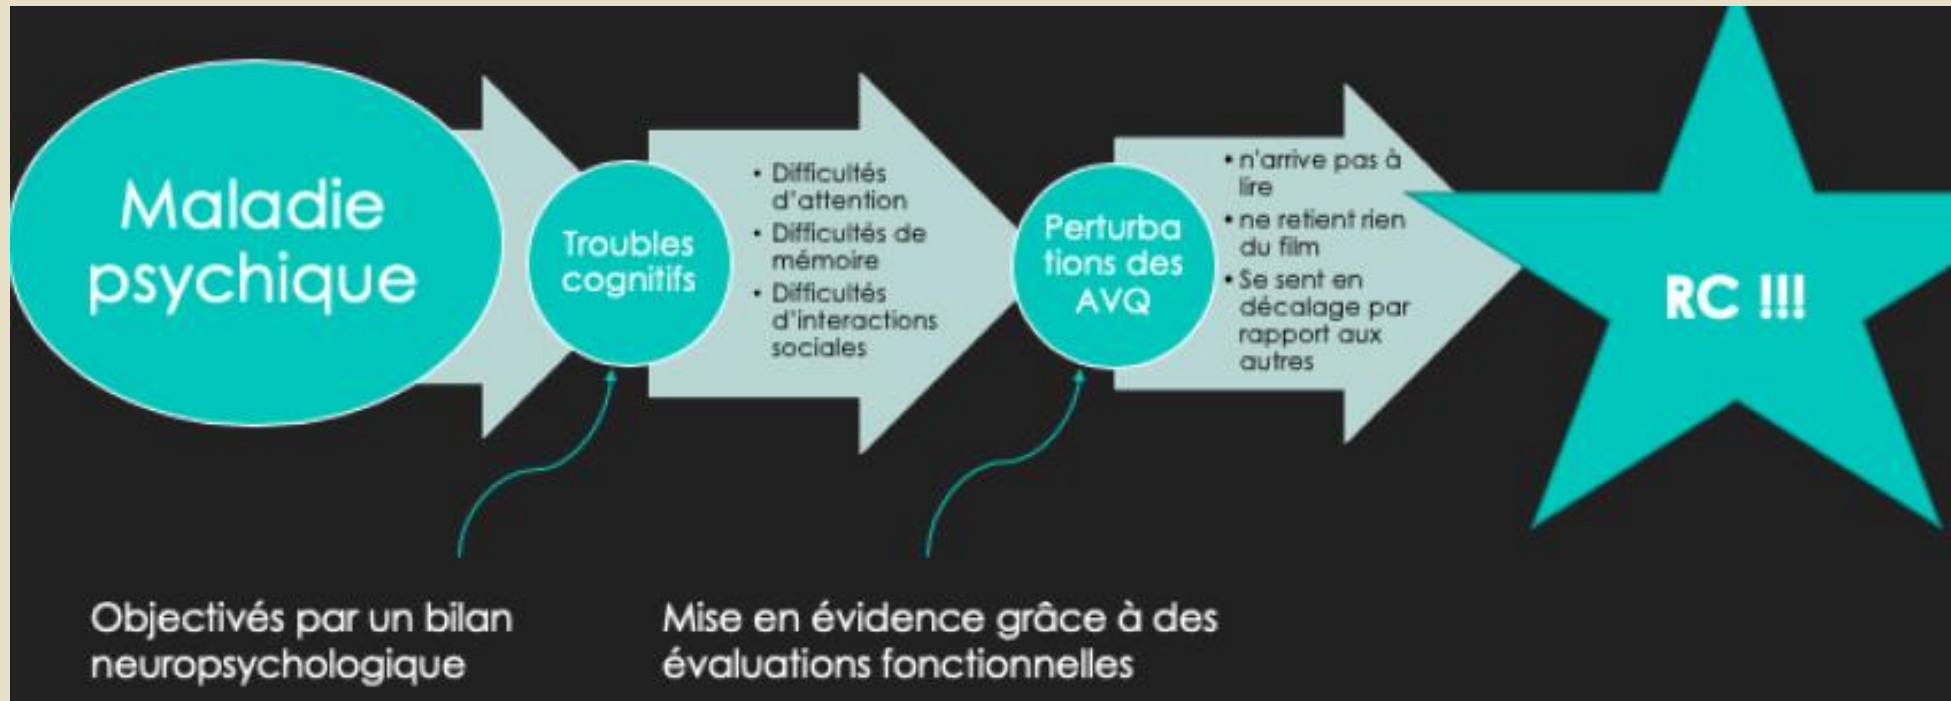 Maladie
psychique
Troubles
cognitifs
• Difficultés
d'attention
• Difficultés de
mémoire
• Difficultés
d'interactions
sociales
Perturba
tions des
AVQ
• n'arrive pas à
lire
• ne retient rien
du film
• Se sent en
décalage par
rapport aux
autres
RC !!!
Objectivés par un bilan
neuropsychologique
Mise en évidence grâce à des
évaluations fonctionnelles